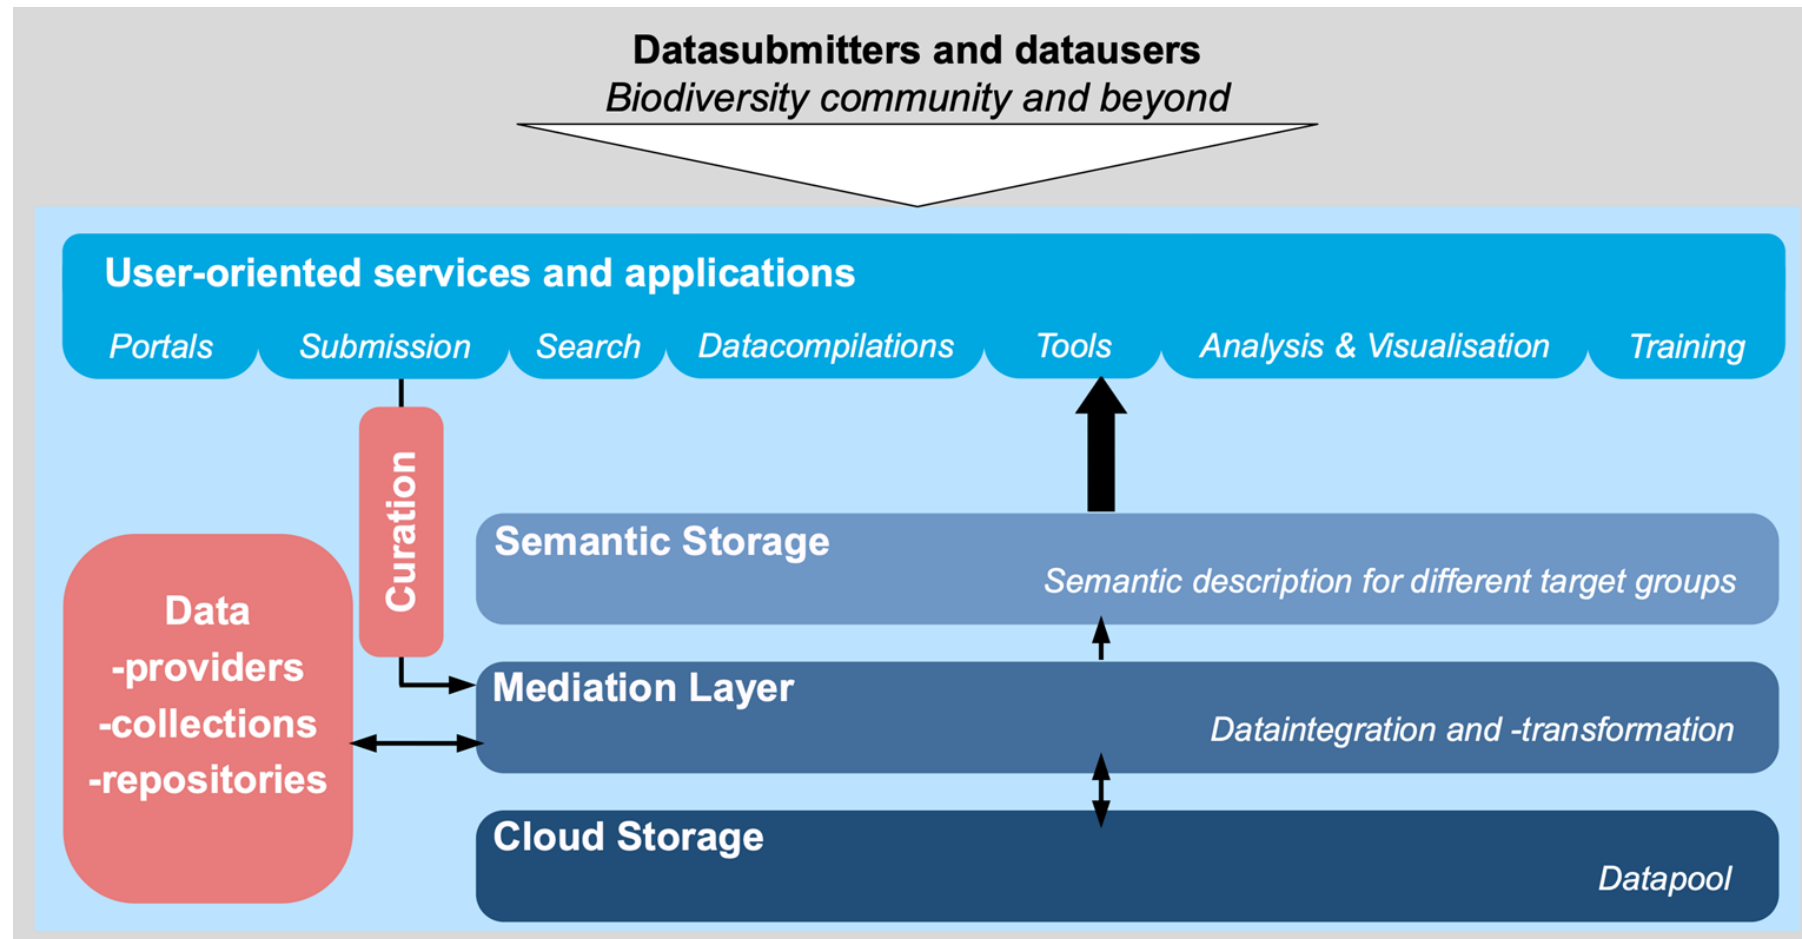 Datasubmitters and datausers
Biodiversity community and beyond
User-oriented services and applications
Portals
Submission
Search
Datacompilations
Tools
Analysis & Visualisation
Training
Curation
Data
-providers
-collections
-repositories
Semantic Storage
Semantic description for different target groups
Mediation Layer
Dataintegration and -transformation
Cloud Storage
Datapool